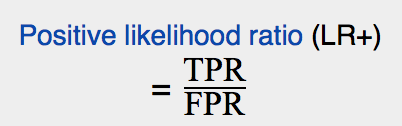 Positive likelihood ratio (LR+)
= TPR
FPR